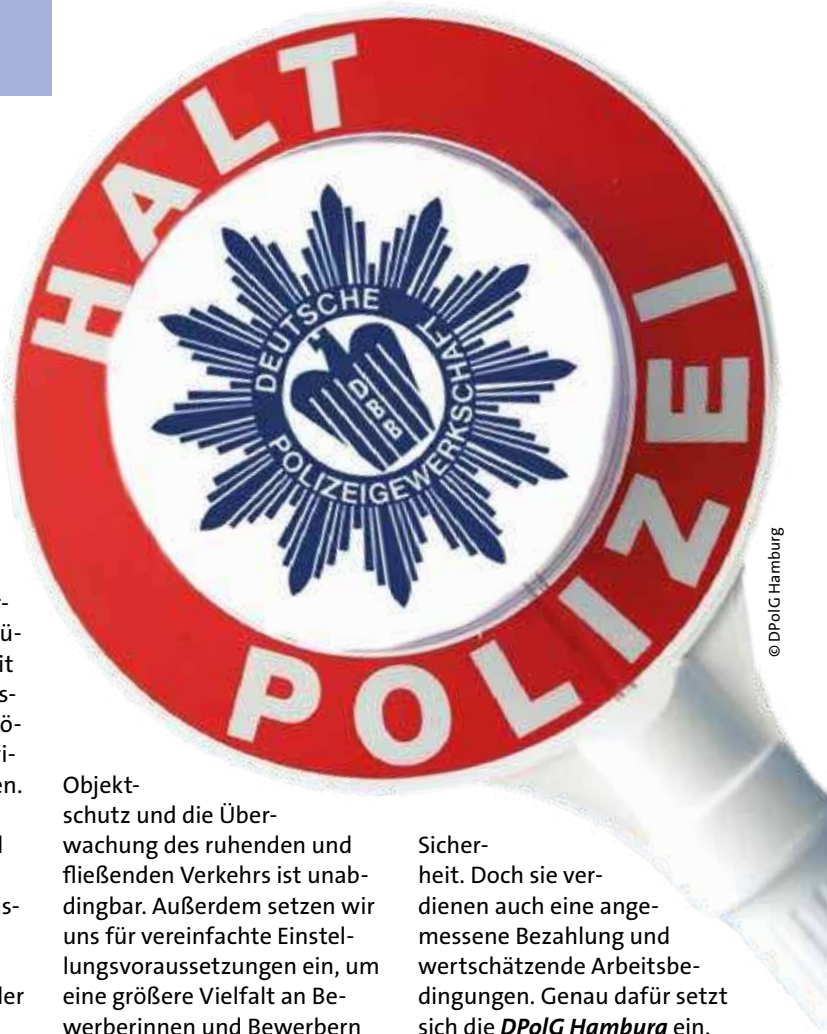 HALT
POLIZEI
DEUTSCHE
POLIZEIGEWERKSCHAFT
DBB
© DPolG Hamburg
Objekt-
schutz und die Über-
wachung des ruhenden und
fließenden Verkehrs ist unab-
dingbar. Außerdem setzen wir
uns für vereinfachte Einstel-
lungsvoraussetzungen ein, um
eine größere Vielfalt an Be-
werberinnen und Bewerbern
Sicher-
heit. Doch sie ver-
dienen auch eine ange-
messene Bezahlung und
wertschätzende Arbeitsbe-
dingungen. Genau dafür setzt
sich die DPolG Hamburg ein.